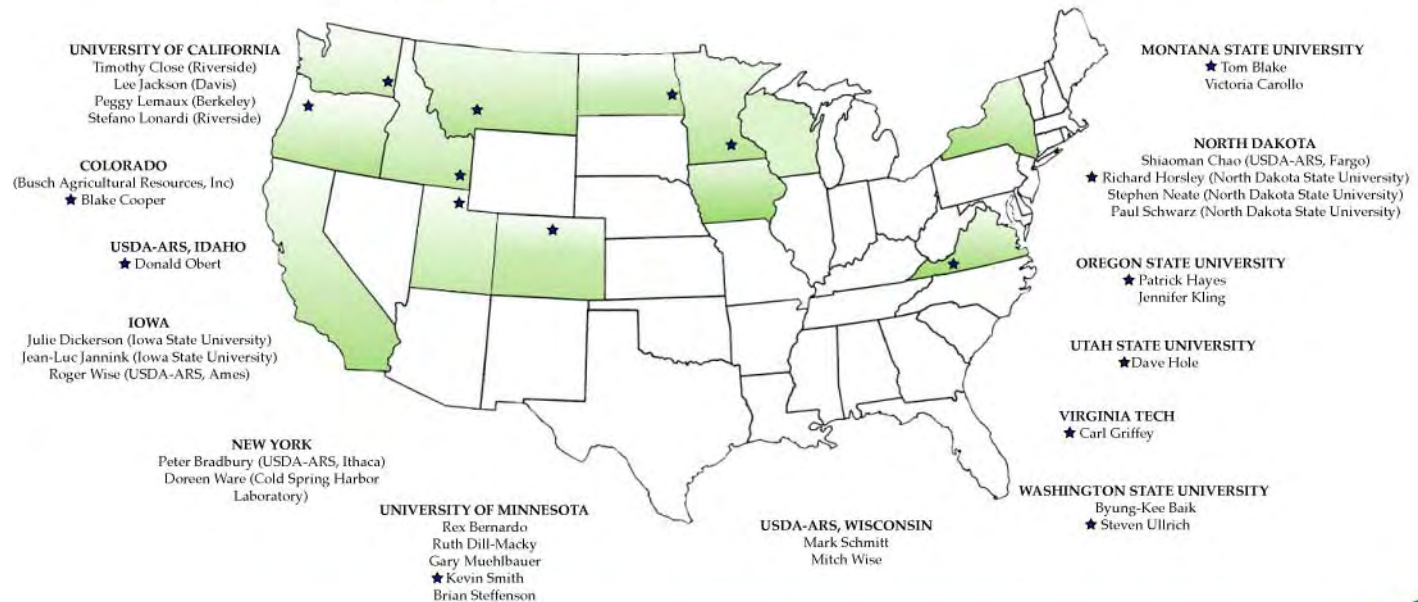 UNIVERSITY OF CALIFORNIA
Timothy Close (Riverside)
Lee Jackson (Davis)
Peggy Lemaux (Berkeley)
Stefano Lonardi (Riverside)
COLORADO
(Busch Agricultural Resources, Inc)
★ Blake Cooper
USDA-ARS, IDAHO
★ Donald Obert
IOWA
Julie Dickerson (Iowa State University)
Jean-Luc Jannink (Iowa State University)
Roger Wise (USDA-ARS, Ames)
NEW YORK
Peter Bradbury (USDA-ARS, Ithaca)
Doreen Ware (Cold Spring Harbor
Laboratory)
UNIVERSITY OF MINNESOTA
Rex Bernardo
Ruth Dill-Macky
Gary Muehlbauer
★ Kevin Smith
Brian Steffenson
USDA-ARS, WISCONSIN
Mark Schmitt
Mitch Wise
MONTANA STATE UNIVERSITY
★ Tom Blake
Victoria Carollo
NORTH DAKOTA
Shiaoman Chao (USDA-ARS, Fargo)
★ Richard Horsley (North Dakota State University)
Stephen Neate (North Dakota State University)
Paul Schwarz (North Dakota State University)
OREGON STATE UNIVERSITY
★ Patrick Hayes
Jennifer Kling
UTAH STATE UNIVERSITY
★Dave Hole
VIRGINIA TECH
★ Carl Griffey
WASHINGTON STATE UNIVERSITY
Byung-Kee Baik
★ Steven Ullrich